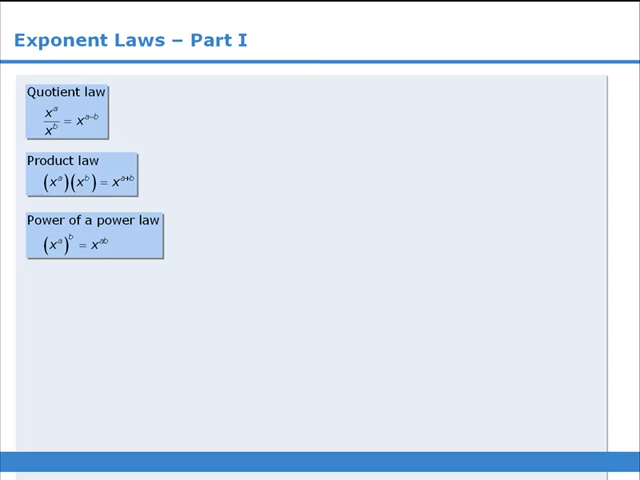 Exponent Laws – Part I
Quotient law
x^a / x^b = x^(a–b)
Product law
(x^a)(x^b) = x^(a+b)
Power of a power law
(x^a)^b = x^(ab)